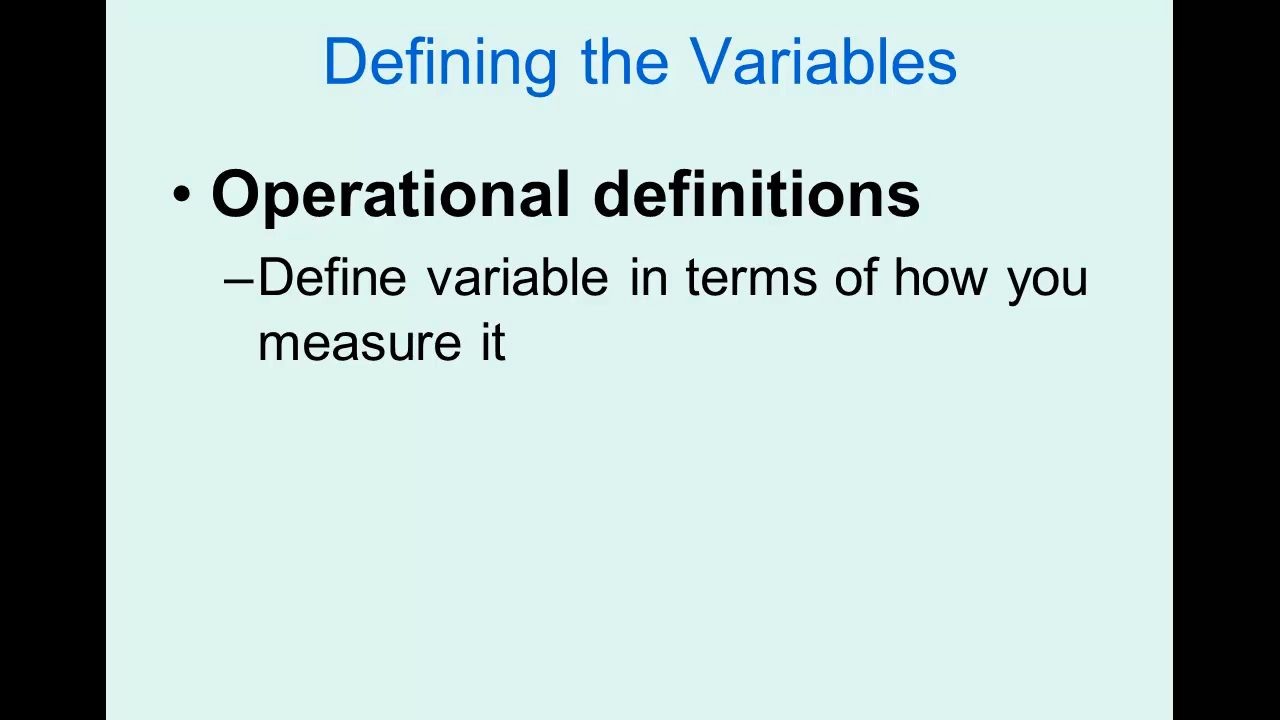 Defining the Variables
• Operational definitions
–Define variable in terms of how you
measure it